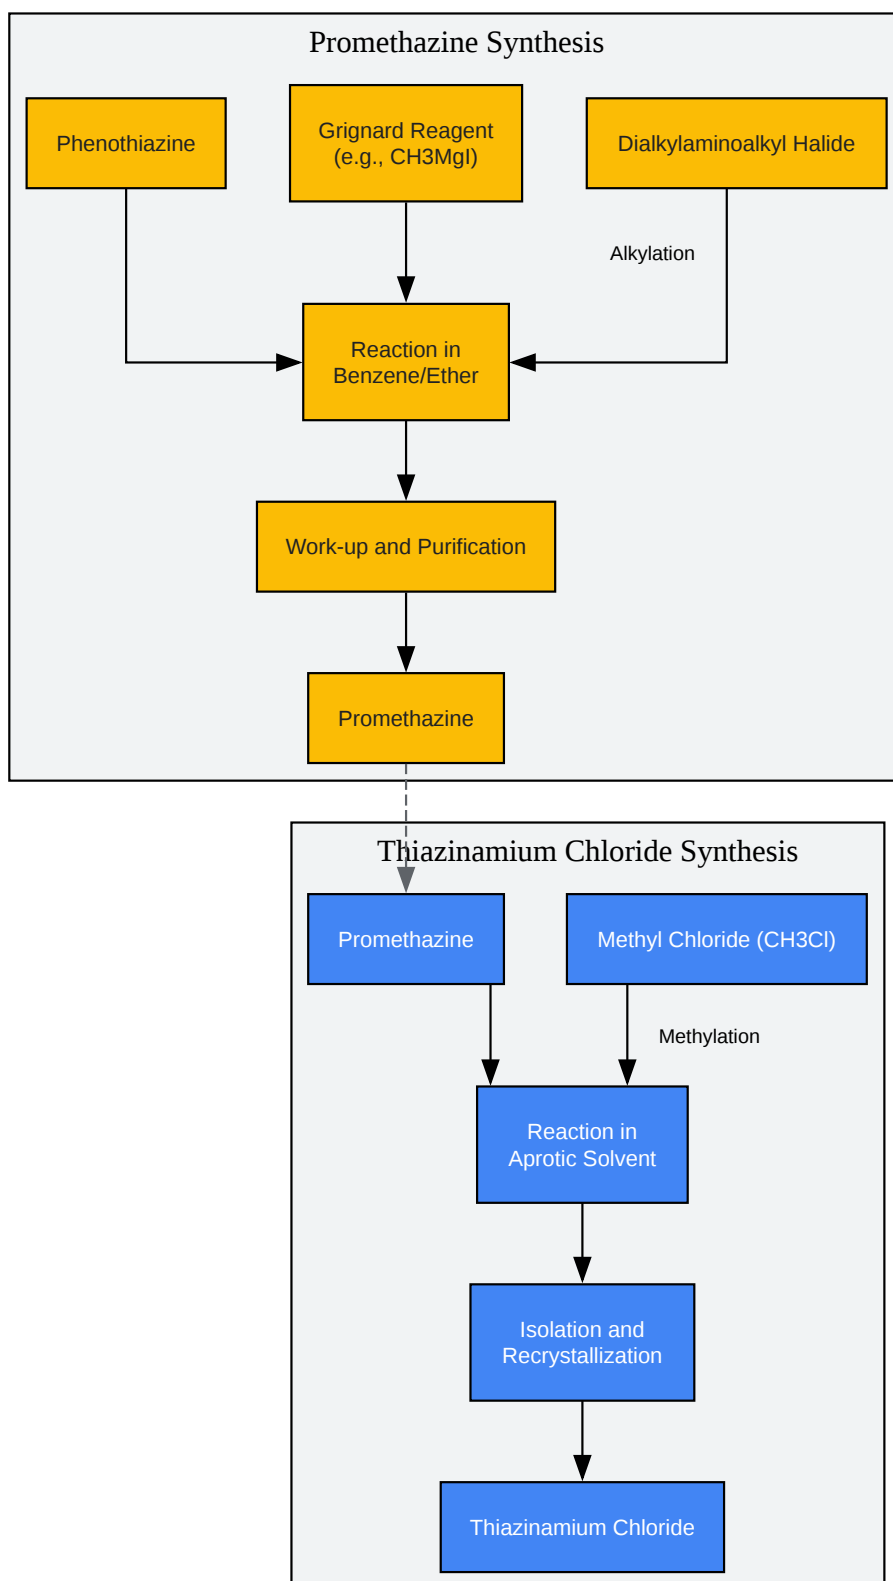 Promethazine Synthesis
Phenothiazine
Grignard Reagent
(e.g., CH3MgI)
Dialkylaminoalkyl Halide
Alkylation
Reaction in
Benzene/Ether
Work-up and Purification
Promethazine
Thiazinamium Chloride Synthesis
Promethazine
Methyl Chloride (CH3Cl)
Methylation
Reaction in
Aprotic Solvent
Isolation and
Recrystallization
Thiazinamium Chloride